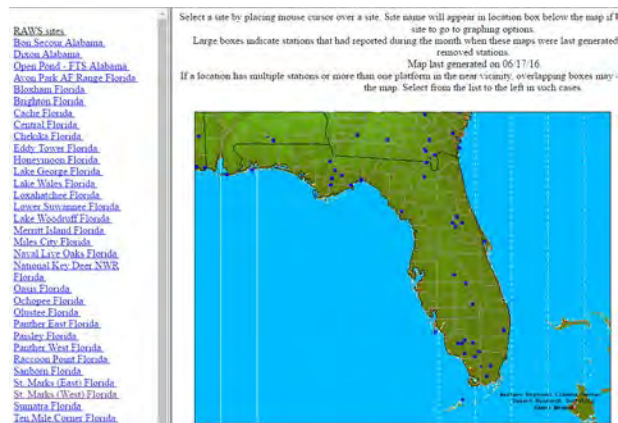 RAWS sites
Bon Secour Alabama
Dixon Alabama
Open Pond - FTS Alabama
Avon Park AF Range Florida
Bloxham Florida
Brighton Florida
Cache Florida
Central Florida
Chekika Florida
Eddy Tower Florida
Honeymoon Florida
Lake George Florida
Lake Wales Florida
Loxahatchee Florida
Lower Suwannee Florida
Lake Woodruff Florida
Merritt Island Florida
Miles City Florida
Naval Live Oaks Florida
National Key Deer NWR
Florida
Oasis Florida
Ochopee Florida
Olustee Florida
Panther East Florida
Paisley Florida
Panther West Florida
Raccoon Point Florida
Sanborn Florida
St. Marks (East) Florida
St. Marks (West) Florida
Sumatra Florida
Ten Mile Corner Florida
Select a site by placing mouse cursor over a site. Site name will appear in location box below the map if
site to go to graphing options.
Large boxes indicate stations that had reported during the month when these maps were last generated
removed stations.
Map last generated on 06/17/16
If a location has multiple stations or more than one platform in the near vicinity, overlapping boxes may
the map. Select from the list to the left in such cases.
Western Regional Climate Center
Desert Research Institute